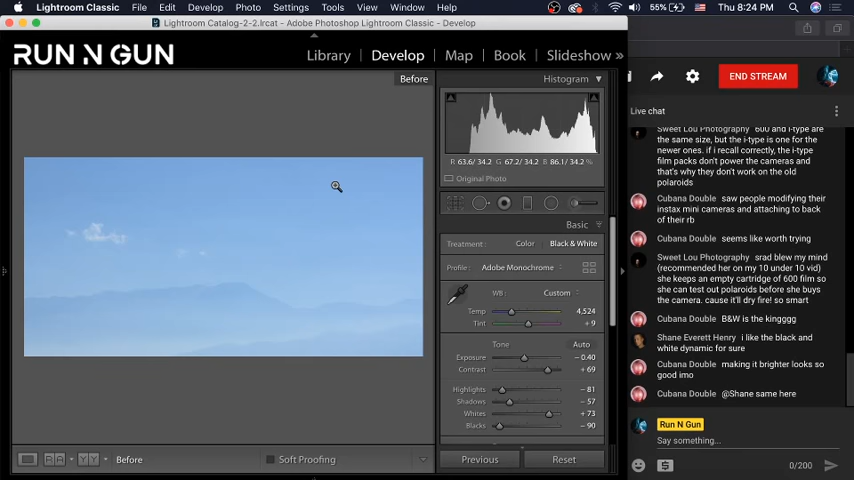 Lightroom Classic File Edit Develop Photo Settings Tools View Window Help 55% Thu 8:24 PM
Lightroom Catalog-2-2.lrcat - Adobe Photoshop Lightroom Classic - Develop
RUN N GUN
Library Develop Map Book Slideshow »
Before
Histogram
R 63.6/ 34.2 G 67.2/ 34.2 B 86.1/ 34.2 %
Original Photo
Basic
Treatment: Color Black & White
Profile: Adobe Monochrome
WB: Custom
Temp 4,524
Tint + 9
Tone Auto
Exposure − 0.40
Contrast + 69
Highlights − 81
Shadows − 57
Whites + 73
Blacks − 90
Previous Reset
Before Soft Proofing
END STREAM
Live chat
Sweet Lou Photography 600 and i-type are
the same size, but the i-type is one for the
newer ones. if i recall correctly, the i-type
film packs don't power the cameras and
that's why they don't work on the old
polaroids
Cubana Double saw people modifying their
instax mini cameras and attaching to back
of their rb
Cubana Double seems like worth trying
Sweet Lou Photography srad blew my mind
(recommended her on my 10 under 10 vid)
she keeps an empty cartridge of 600 film so
she can test out polaroids before she buys
the camera. cause it'll dry fire! so smart
Cubana Double B&W is the kingggg
Shane Everett Henry i like the black and
white dynamic for sure
Cubana Double making it brighter looks so
good imo
Cubana Double @Shane same here
Run N Gun
Say something...
0/200